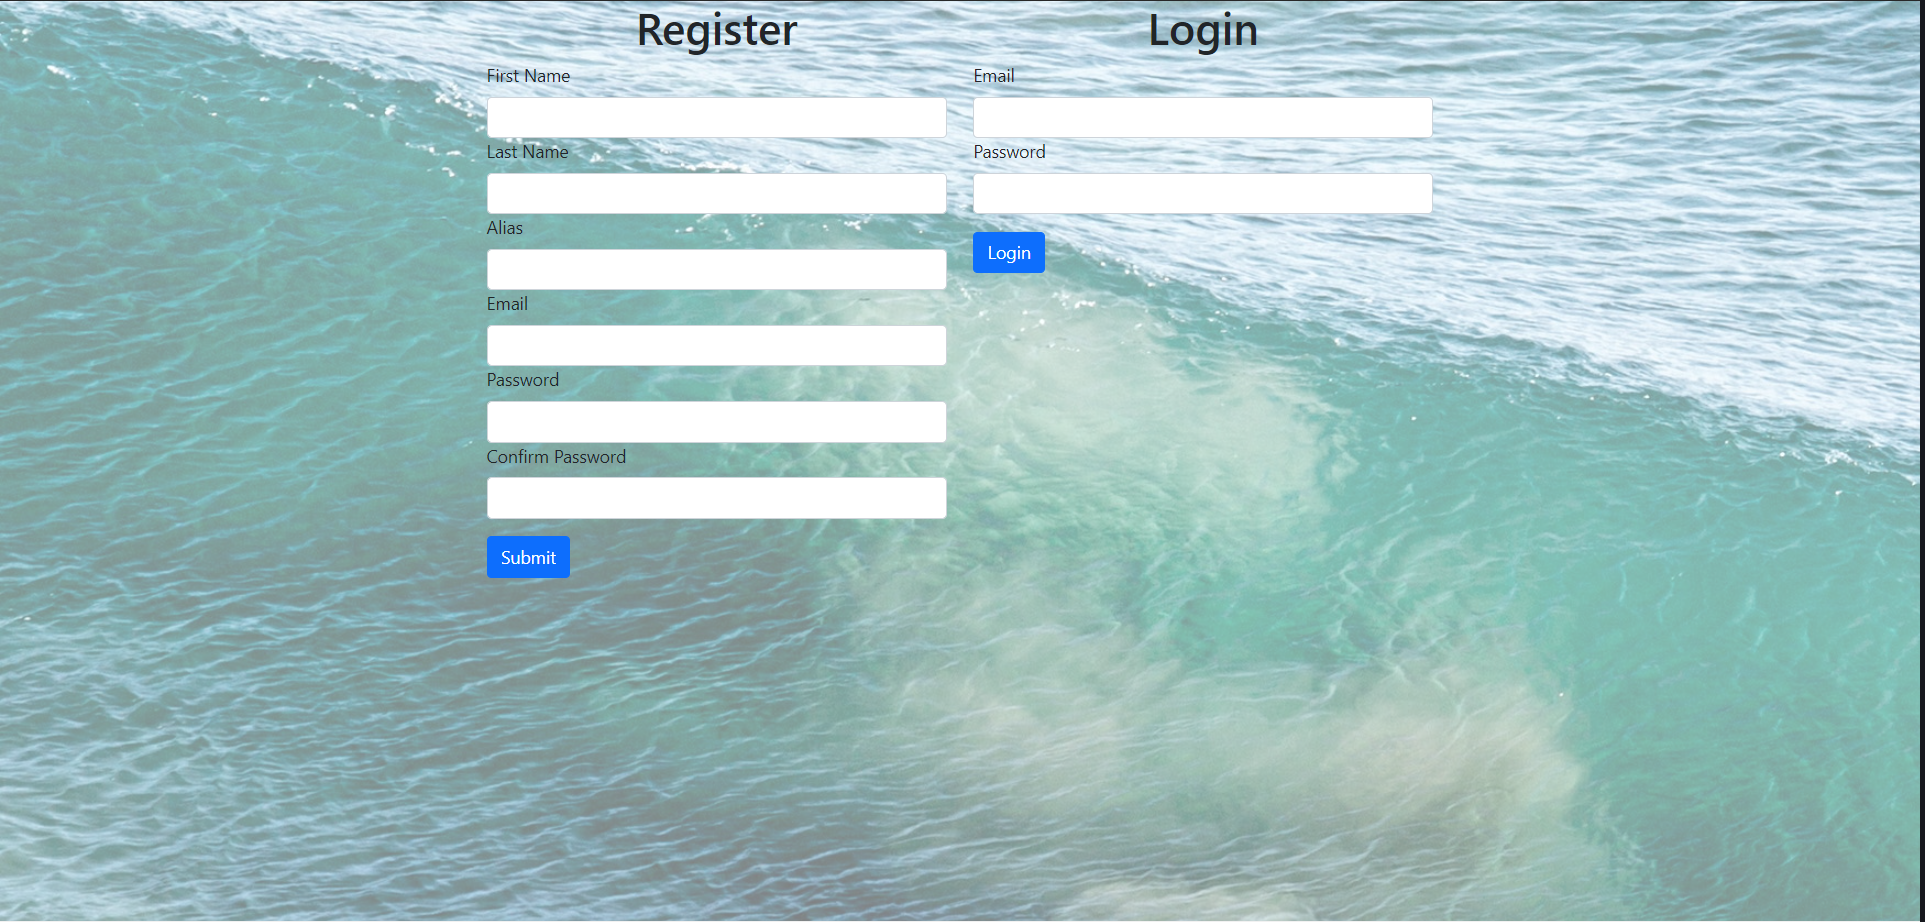 Register
First Name
Last Name
Alias
Email
Password
Confirm Password
Submit
Login
Email
Password
Login